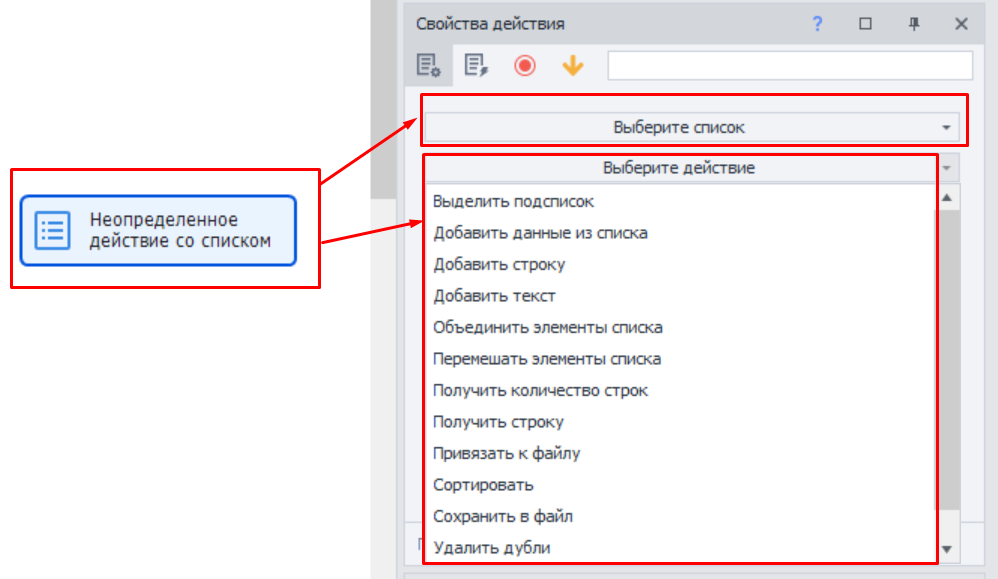 Свойства действия
?
Выберите список
Выберите действие
Неопределенное
действие со списком
Выделить подсписок
Добавить данные из списка
Добавить строку
Добавить текст
Объединить элементы списка
Перемешать элементы списка
Получить количество строк
Получить строку
Привязать к файлу
Сортировать
Сохранить в файл
Удалить дубли